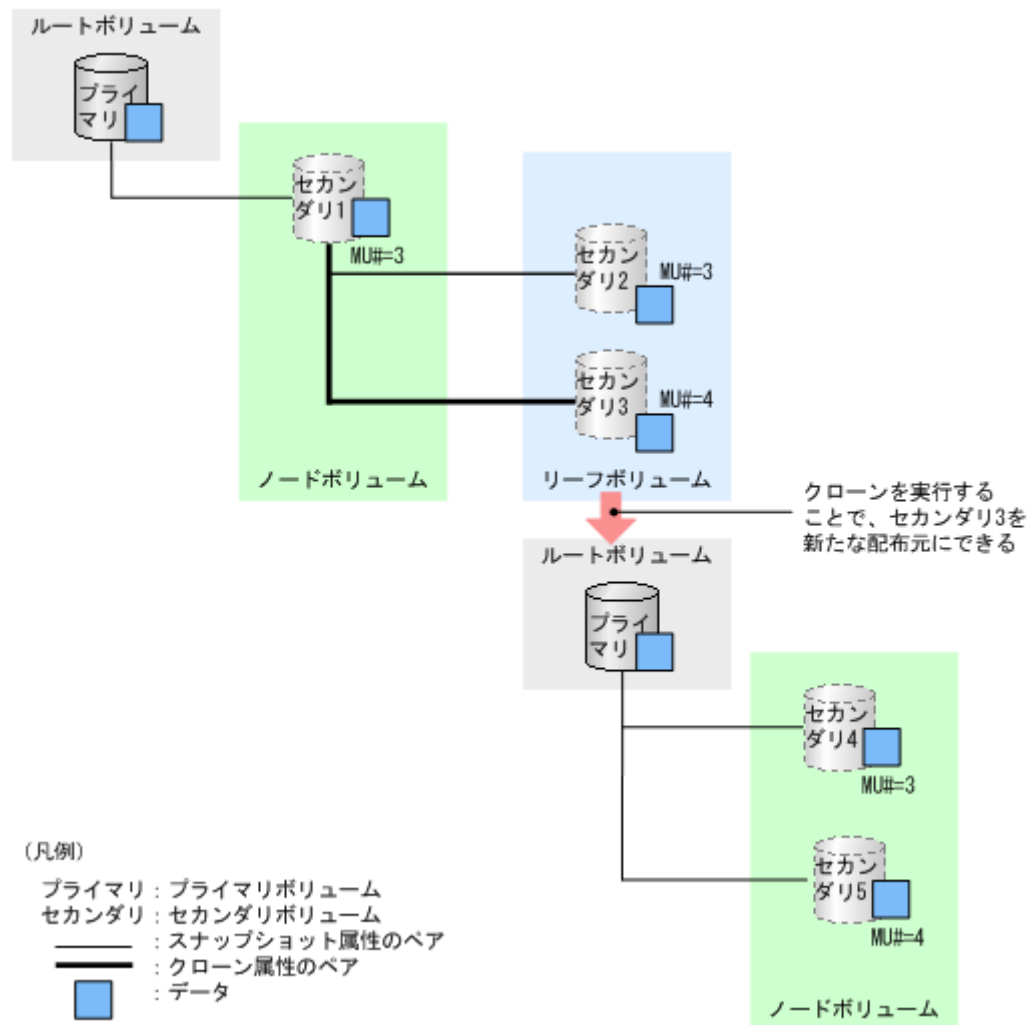 ルートボリューム
プライ
マリ
セカン
ダリ1
MU#=3
セカン
ダリ2
MU#=3
セカン
ダリ3
MU#=4
ノードボリューム
リーフボリューム
クローンを実行する
ことで、セカンダリ3を
新たな配布元にできる
ルートボリューム
プライ
マリ
セカン
ダリ4
MU#=3
セカン
ダリ5
MU#=4
ノードボリューム
(凡例)
プライマリ：プライマリボリューム
セカンダリ：セカンダリボリューム
：スナップショット属性のペア
：クローン属性のペア
：データ